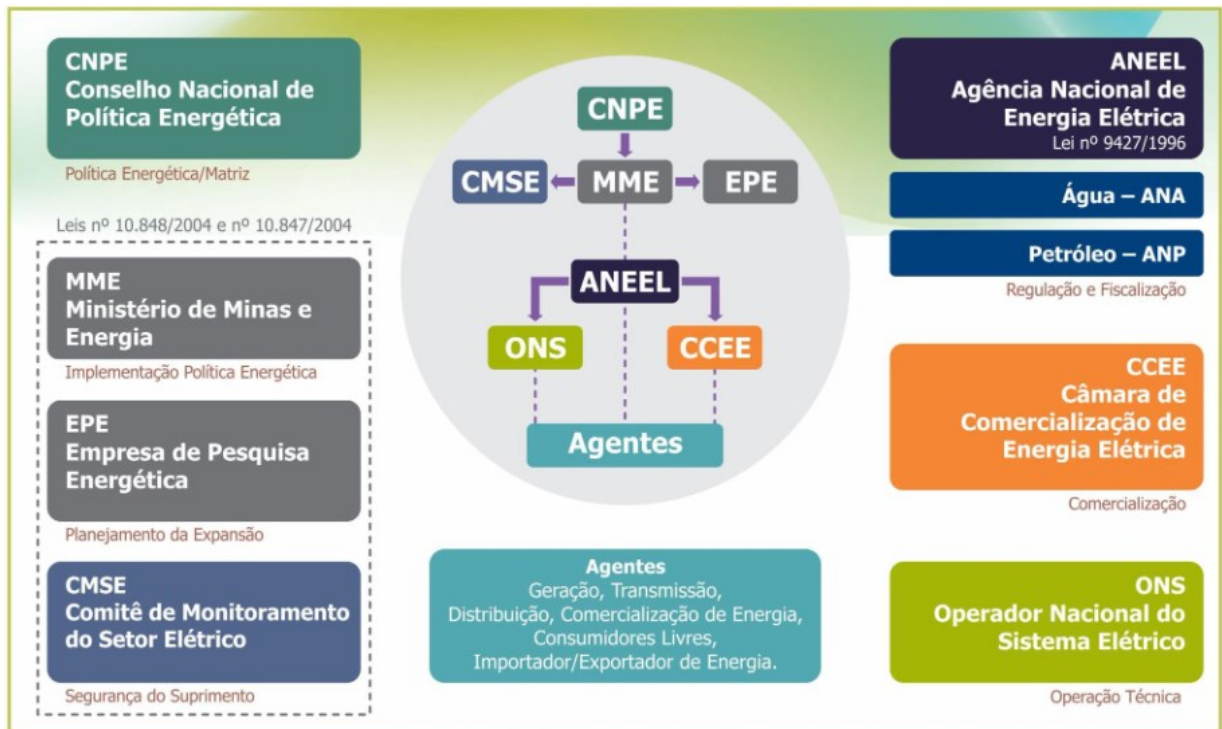 CNPE
Conselho Nacional de
Política Energética
Política Energética/Matriz
Leis nº 10.848/2004 e nº 10.847/2004
MME
Ministério de Minas e
Energia
Implementação Política Energética
EPE
Empresa de Pesquisa
Energética
Planejamento da Expansão
CMSE
Comitê de Monitoramento
do Setor Elétrico
Segurança do Suprimento
CNPE
CMSE
MME
EPE
ANEEL
ONS
CCEE
Agentes
Agentes
Geração, Transmissão,
Distribuição, Comercialização de Energia,
Consumidores Livres,
Importador/Exportador de Energia.
ANEEL
Agência Nacional de
Energia Elétrica
Lei nº 9427/1996
Água – ANA
Petróleo – ANP
Regulação e Fiscalização
CCEE
Câmara de
Comercialização de
Energia Elétrica
Comercialização
ONS
Operador Nacional do
Sistema Elétrico
Operação Técnica